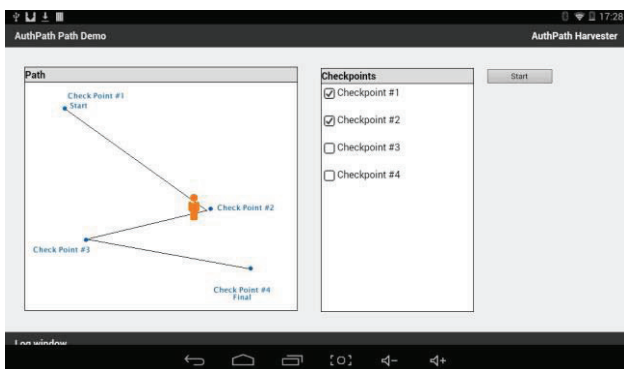 17:28
AuthPath Path Demo
AuthPath Harvester
Path
Check Point #1
Start
Check Point #2
Check Point #3
Check Point #4
Final
Checkpoints
Checkpoint #1
Checkpoint #2
Checkpoint #3
Checkpoint #4
Start
Log window